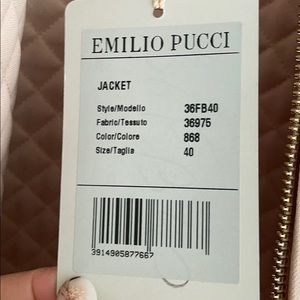 EMILIO PUCCI
JACKET
Style/Modello 36FB40
Fabric/Tessuto 36975
Color/Colore 868
Size/Taglia 40
3914905877667